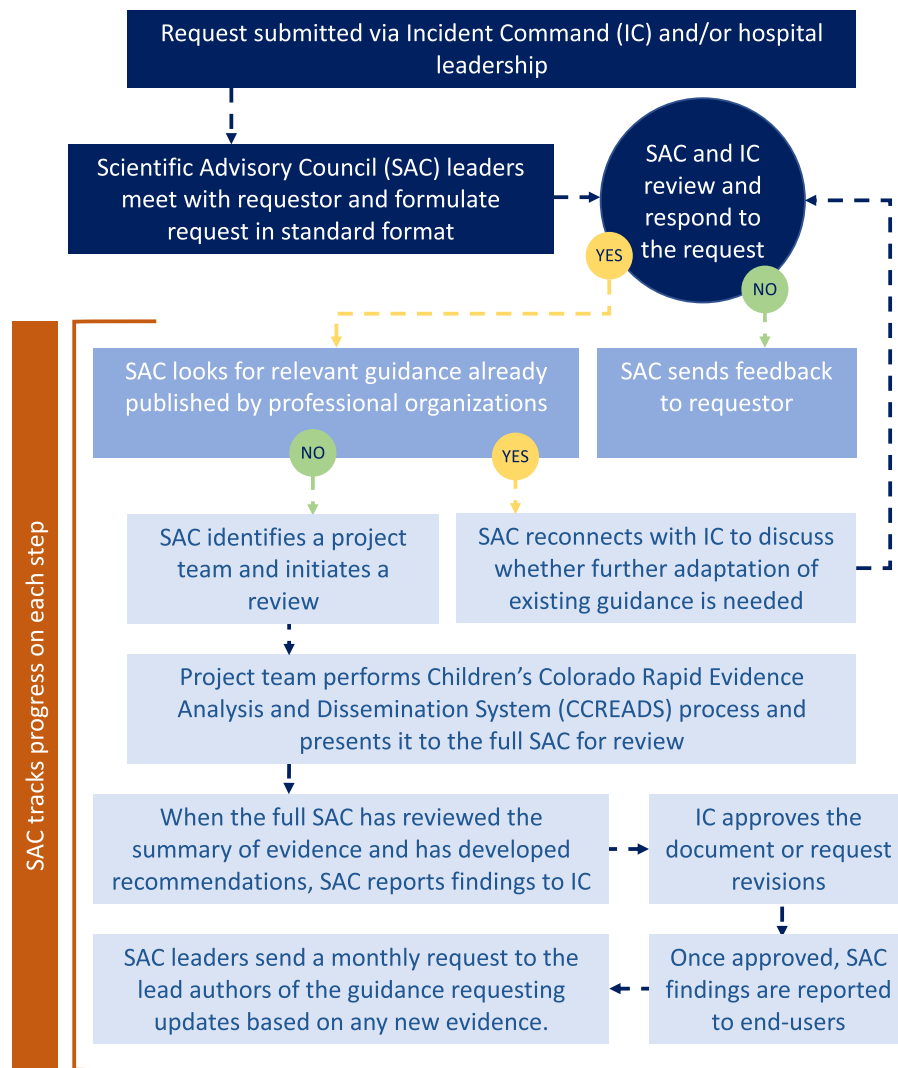 Request submitted via Incident Command (IC) and/or hospital
leadership
Scientific Advisory Council (SAC) leaders
meet with requestor and formulate
request in standard format
SAC and IC
review and
respond to
the request
YES
NO
SAC looks for relevant guidance already
published by professional organizations
SAC sends feedback
to requestor
NO
YES
SAC identifies a project
team and initiates a
review
SAC reconnects with IC to discuss
whether further adaptation of
existing guidance is needed
Project team performs Children’s Colorado Rapid Evidence
Analysis and Dissemination System (CCREADS) process and
presents it to the full SAC for review
When the full SAC has reviewed the
summary of evidence and has developed
recommendations, SAC reports findings to IC
IC approves the
document or request
revisions
Once approved, SAC
findings are reported
to end-users
SAC leaders send a monthly request to the
lead authors of the guidance requesting
updates based on any new evidence.
SAC tracks progress on each step